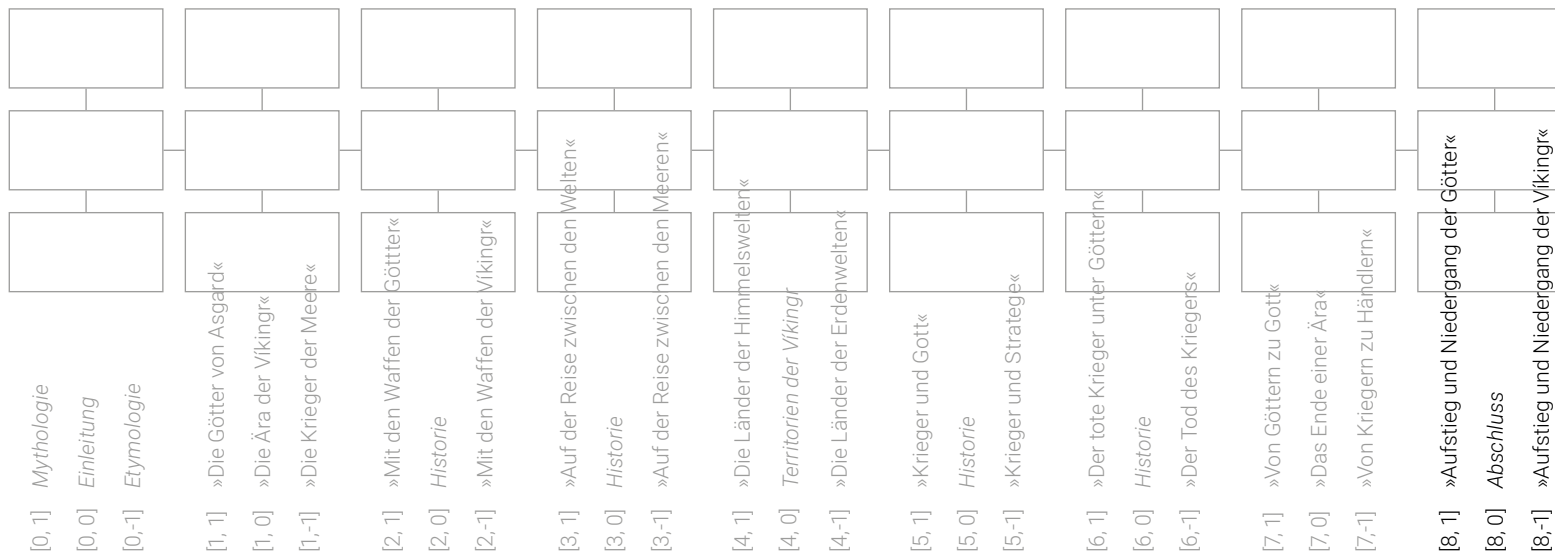 [0, 1] Mythologie
[0, 0] Einleitung
[0,-1] Etymologie
[1, 1] »Die Götter von Asgard«
[1, 0] »Die Ära der Víkingr«
[1,-1] »Die Krieger der Meere«
[2, 1] »Mit den Waffen der Göttter«
[2, 0] Historie
[2,-1] »Mit den Waffen der Víkingr«
[3, 1] »Auf der Reise zwischen den Welten«
[3, 0] Historie
[3,-1] »Auf der Reise zwischen den Meeren«
[4, 1] »Die Länder der Himmelswelten«
[4, 0] Territorien der Víkingr
[4,-1] »Die Länder der Erdenwelten«
[5, 1] »Krieger und Gott«
[5, 0] Historie
[5,-1] »Krieger und Stratege«
[6, 1] »Der tote Krieger unter Göttern«
[6, 0] Historie
[6,-1] »Der Tod des Kriegers«
[7, 1] »Von Göttern zu Gott«
[7, 0] »Das Ende einer Ära«
[7,-1] »Von Kriegern zu Händlern«
[8, 1] »Aufstieg und Niedergang der Götter«
[8, 0] Abschluss
[8,-1] »Aufstieg und Niedergang der Víkingr«